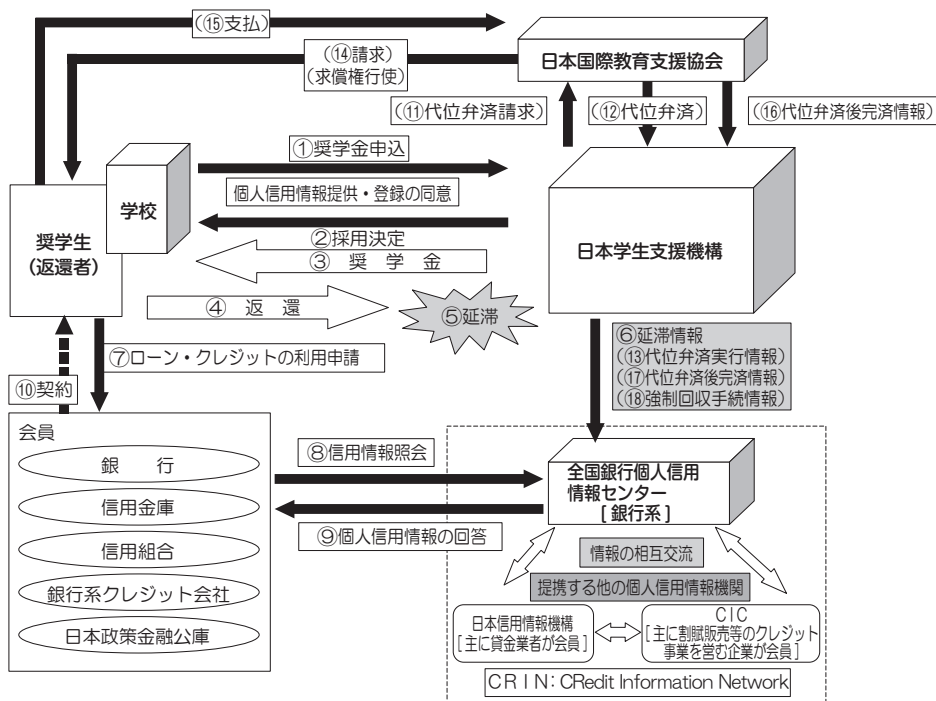 (⑮支払)
(⑭請求)
(求償権行使)
日本国際教育支援協会
(⑪代位弁済請求)
(⑫代位弁済)
(⑯代位弁済後完済情報)
①奨学金申込
個人信用情報提供・登録の同意
学校
奨学生
(返還者)
②採用決定
③ 奨 学 金
日本学生支援機構
④ 返 還
⑤延滞
⑥延滞情報
(⑬代位弁済実行情報)
(⑰代位弁済後完済情報)
(⑱強制回収手続情報)
⑦ローン・クレジットの利用申請
⑩契約
会員
銀 行
信用金庫
信用組合
銀行系クレジット会社
日本政策金融公庫
⑧信用情報照会
⑨個人信用情報の回答
全国銀行個人信用
情報センター
[銀行系]
情報の相互交流
提携する他の個人信用情報機関
日本信用情報機構
[主に貸金業者が会員]
CIC
[主に割賦販売等のクレジット
事業を営む企業が会員]
CRIN:CRedit Information Network